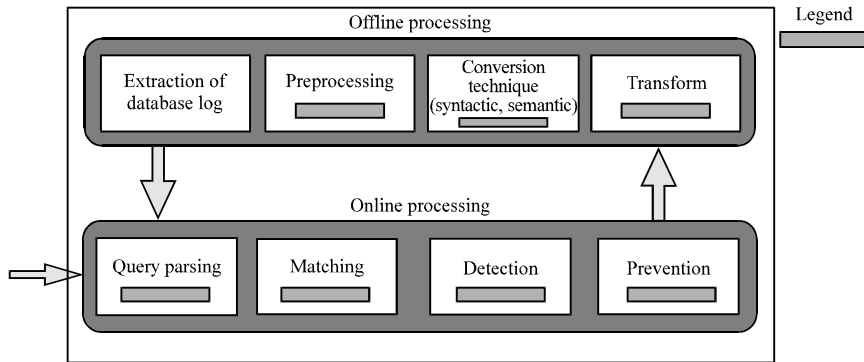 Offline processing
Legend
Extraction of
database log
Preprocessing
Conversion
technique
(syntactic, semantic)
Transform
Online processing
Query parsing
Matching
Detection
Prevention